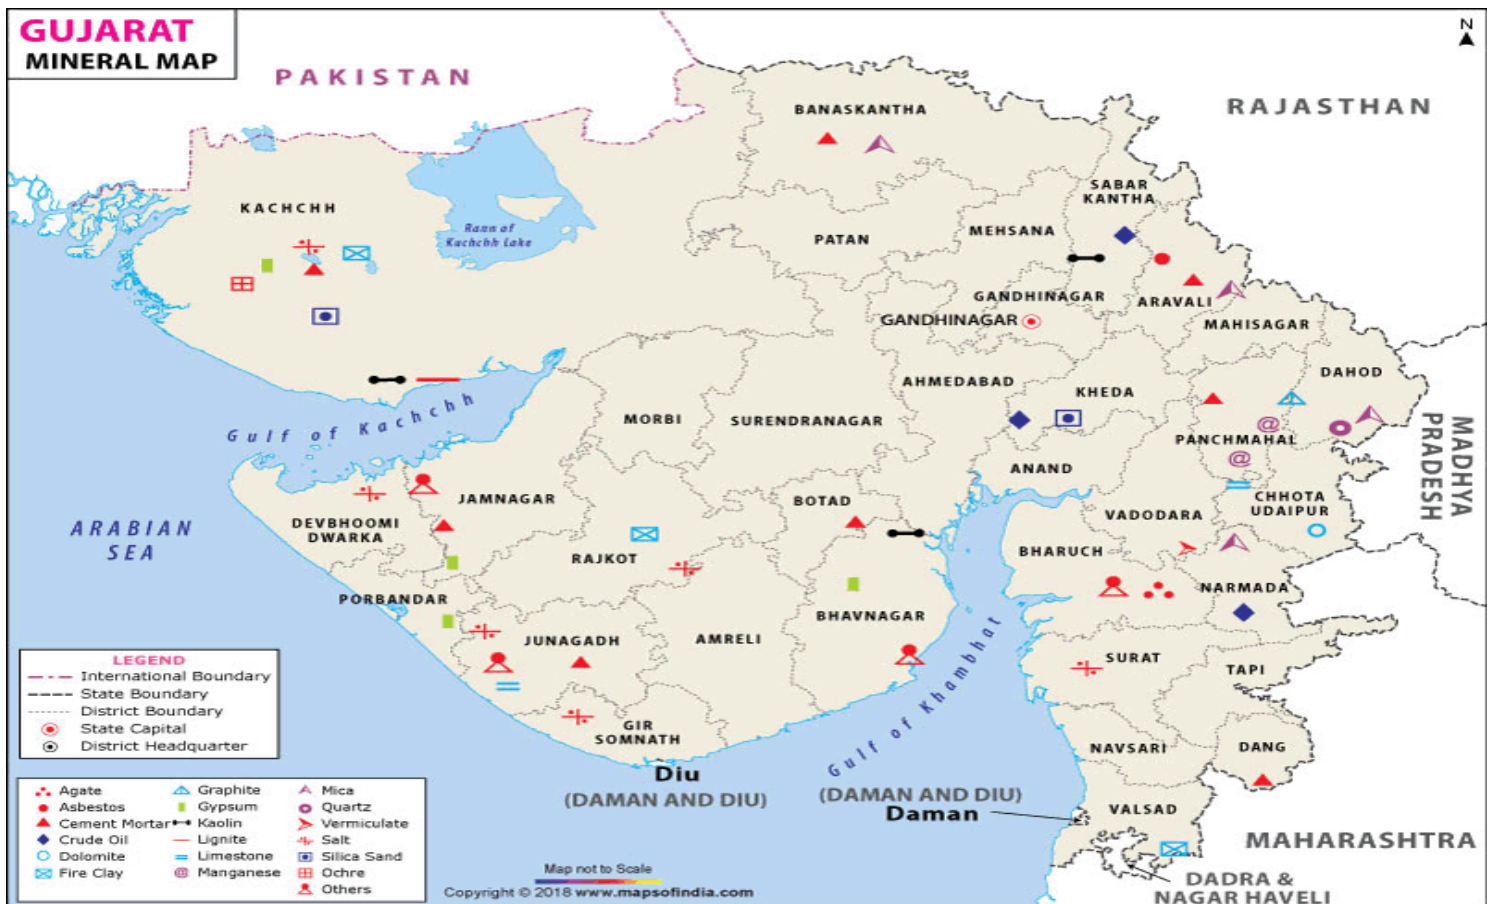 GUJARAT
MINERAL MAP
N
PAKISTAN
RAJASTHAN
BANASKANTHA
KACHCHH
Rann of
Kachchh Lake
PATAN
MEHSANA
SABAR
KANTHA
GANDHINAGAR
GANDHINAGAR
ARAVALI
MAHISAGAR
AHMEDABAD
KHEDA
DAHOD
MORBI
SURENDRANAGAR
PANCHMAHAL
Gulf of Kachchh
ANAND
MADHYA
PRADESH
ARABIAN
SEA
DEVBHOOMI
DWARKA
JAMNAGAR
RAJKOT
BOTAD
VADODARA
CHHOTA
UDAIPUR
BHARUCH
NARMADA
PORBANDAR
JUNAGADH
AMRELI
BHAVNAGAR
Gulf of Khambhat
SURAT
TAPI
GIR
SOMNATH
NAVSARI
DANG
VALSAD
Diu
(DAMAN AND DIU)
(DAMAN AND DIU)
Daman
MAHARASHTRA
DADRA &
NAGAR HAVELI
LEGEND
International Boundary
State Boundary
District Boundary
State Capital
District Headquarter
Agate
Asbestos
Cement Mortar
Crude Oil
Dolomite
Fire Clay
Graphite
Gypsum
Kaolin
Lignite
Limestone
@ Manganese
Mica
Quartz
Vermiculate
Salt
Silica Sand
Ochre
Others
@
@
Map not to Scale
Copyright © 2018 www.mapsofindia.com